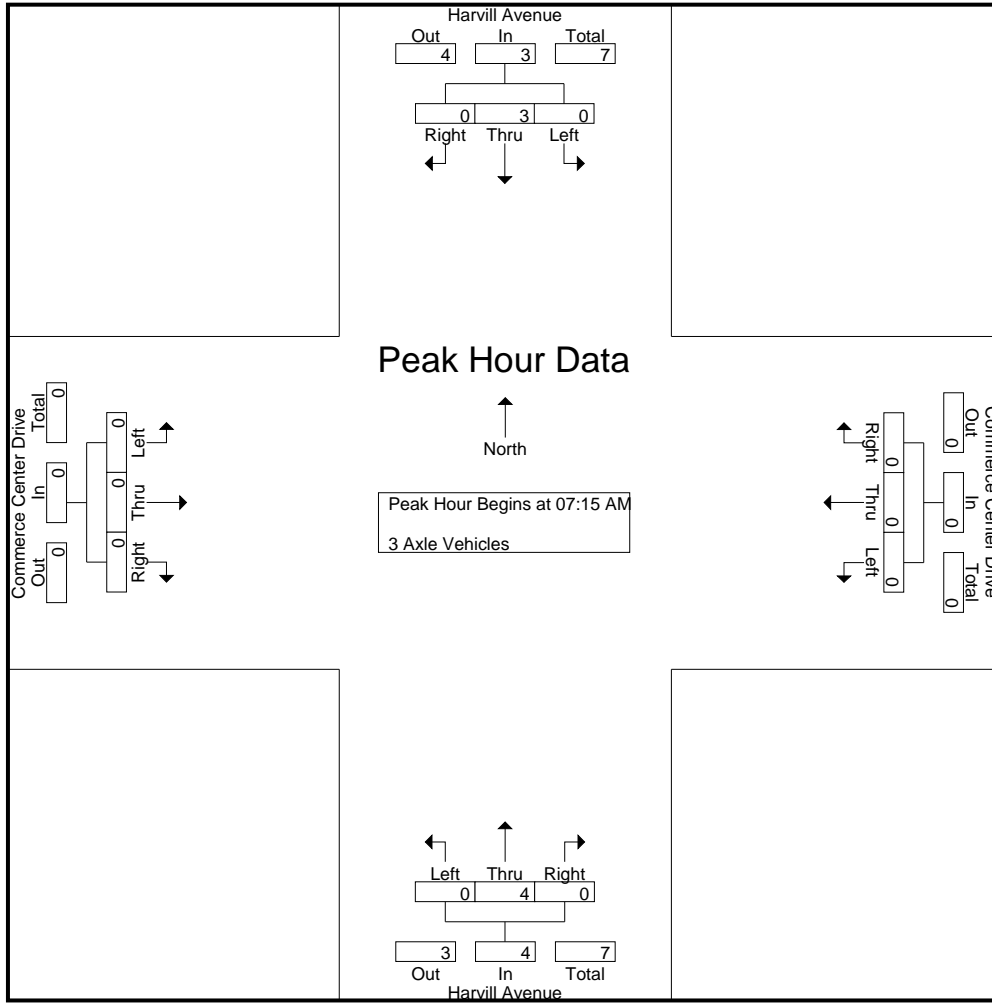 Harvill Avenue
Out In Total
4 3 7
0 3 0
Right Thru Left
Peak Hour Data
North
Peak Hour Begins at 07:15 AM
3 Axle Vehicles
Commerce Center Drive
Total In Out
0 0 0
0 0 0
Left Thru Right
Commerce Center Drive
Out In Total
0 0 0
0 0 0
Right Thru Left
Left Thru Right
0 4 0
3 4 7
Out In Total
Harvill Avenue